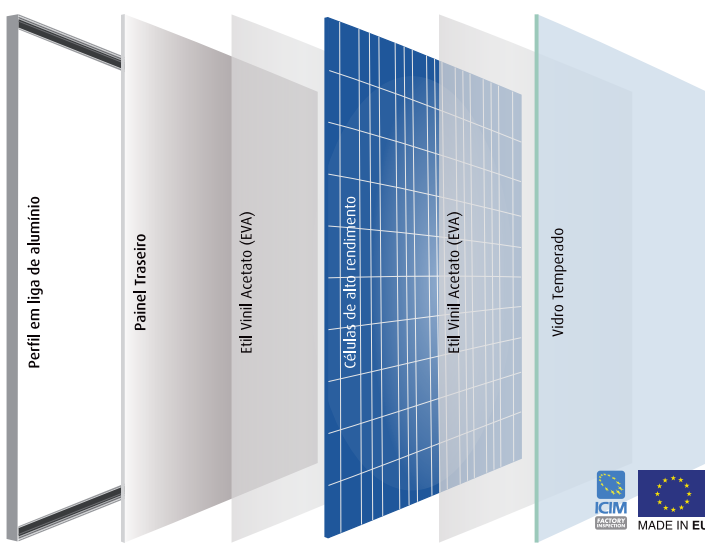 Perfil em liga de alumínio
Painel Traseiro
Etil Vinil Acetato (EVA)
Células de alto rendimento
Etil Vinil Acetato (EVA)
Vidro Temperado
ICIM
FACTORY
INSPECTION
MADE IN EU